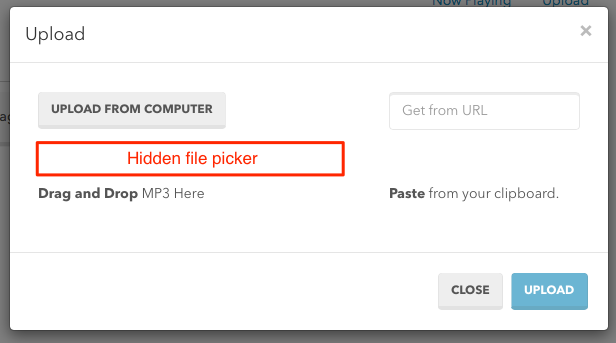 Now Playing Upload
Upload ×
UPLOAD FROM COMPUTER
Get from URL
Hidden file picker
Drag and Drop MP3 Here
Paste from your clipboard.
CLOSE
UPLOAD